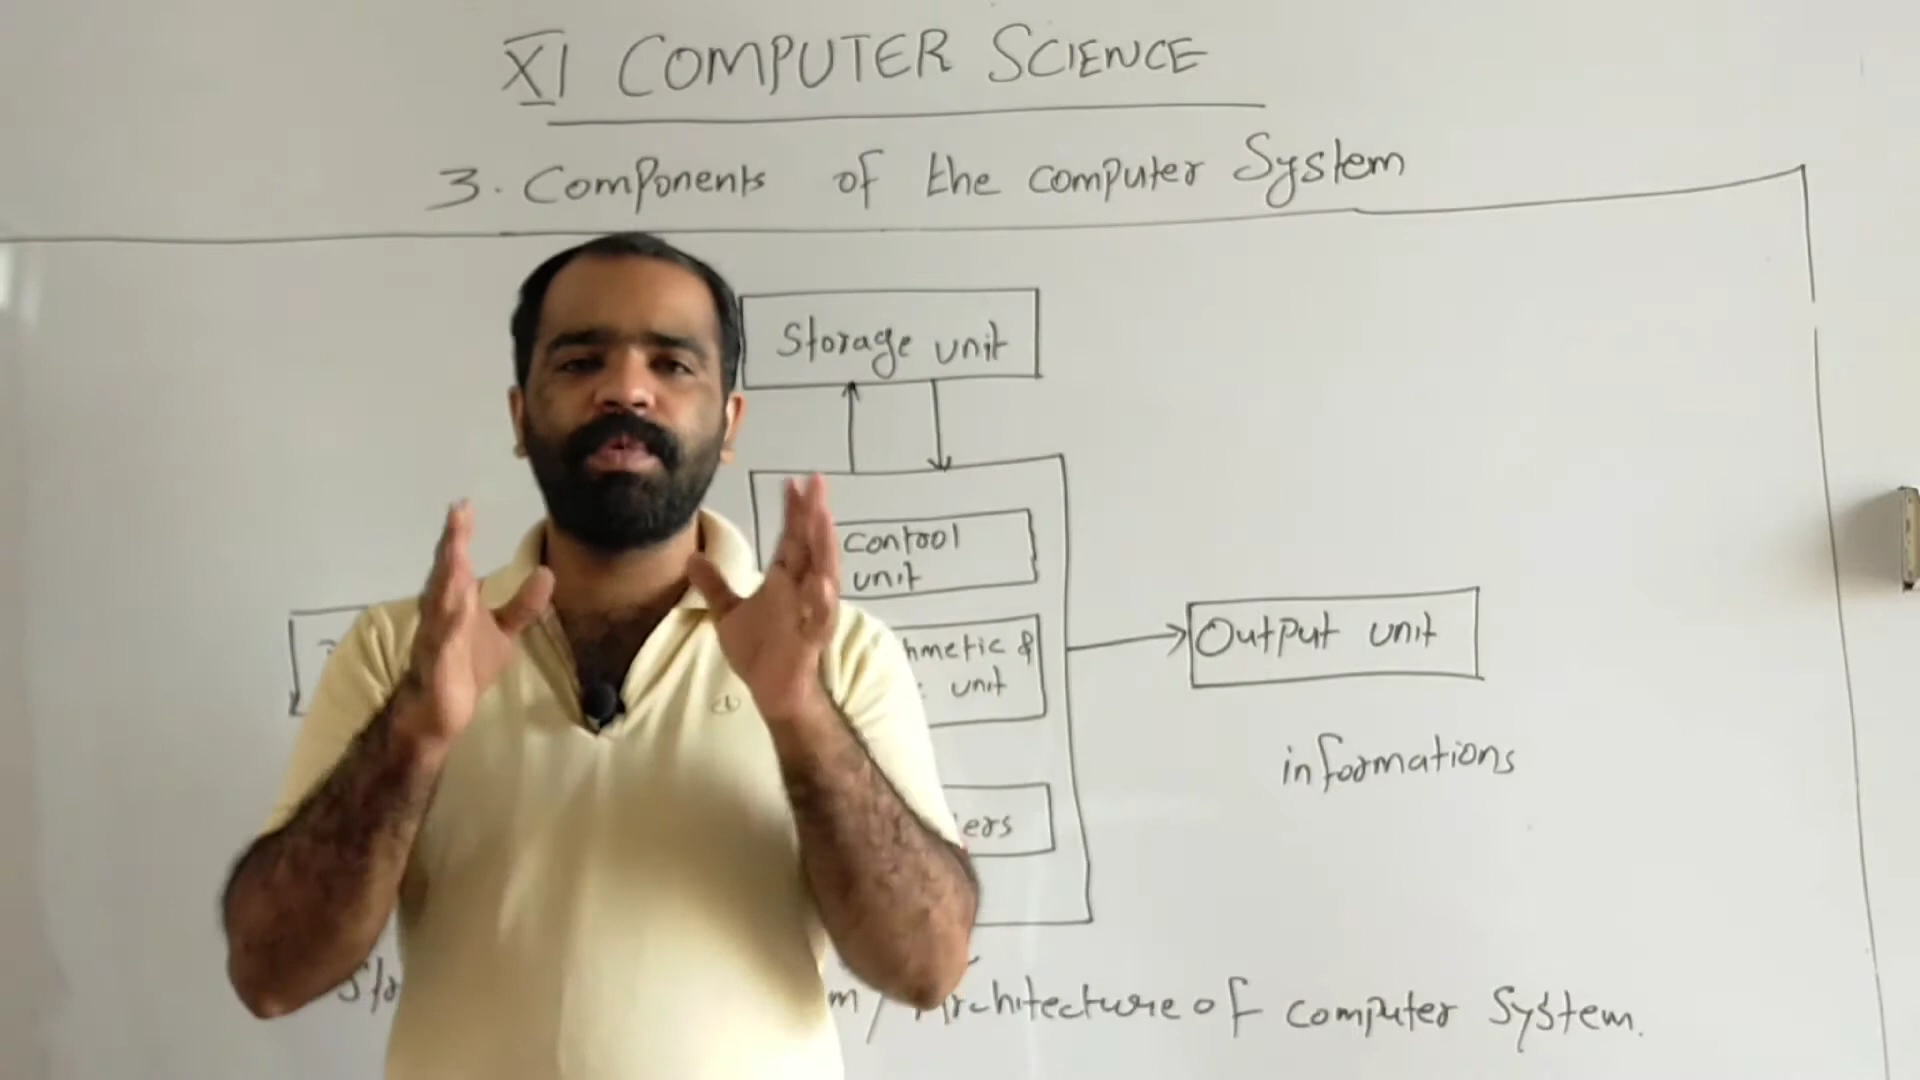 XI COMPUTER SCIENCE
3. Components of the computer System
Storage unit
control
unit
unit
Output unit
informations
Architecture of computer System.